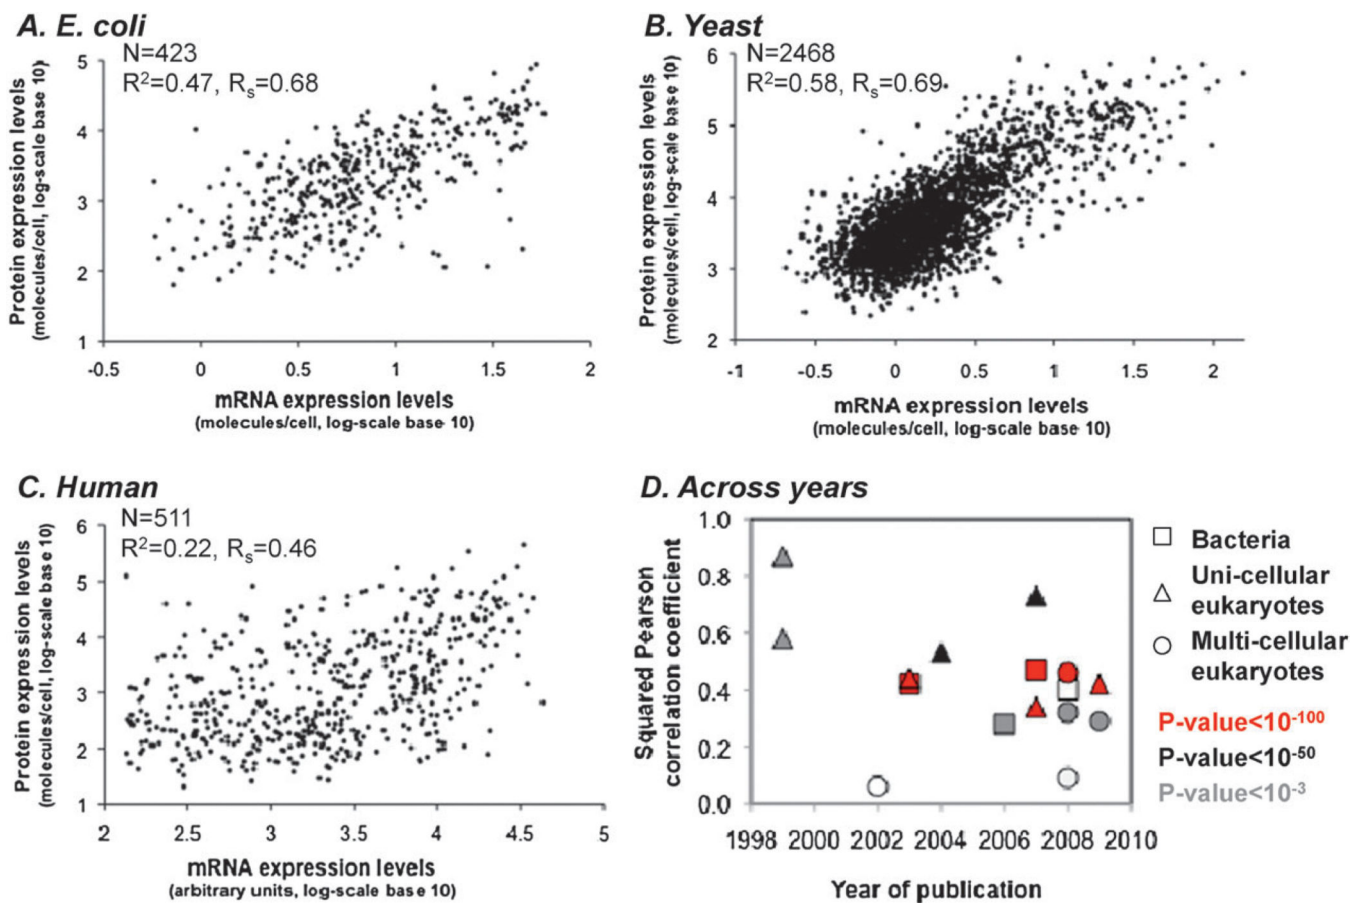 A. E. coli
N=423
R²=0.47, Rₛ=0.68
Protein expression levels
(molecules/cell, log-scale base 10)
5
4
3
2
1
-0.5 0 0.5 1 1.5 2
mRNA expression levels
(molecules/cell, log-scale base 10)
B. Yeast
N=2468
R²=0.58, Rₛ=0.69
Protein expression levels
(molecules/cell, log-scale base 10)
6
5
4
3
2
-1 -0.5 0 0.5 1 1.5 2
mRNA expression levels
(molecules/cell, log-scale base 10)
C. Human
N=511
R²=0.22, Rₛ=0.46
Protein expression levels
(molecules/cell, log-scale base 10)
6
5
4
3
2
1
2 2.5 3 3.5 4 4.5 5
mRNA expression levels
(arbitrary units, log-scale base 10)
D. Across years
Squared Pearson
correlation coefficient
1.0
0.8
0.6
0.4
0.2
0.0
1998 2000 2002 2004 2006 2008 2010
Year of publication
Bacteria
Uni-cellular
eukaryotes
Multi-cellular
eukaryotes
P-value<10⁻¹⁰⁰
P-value<10⁻⁵⁰
P-value<10⁻³